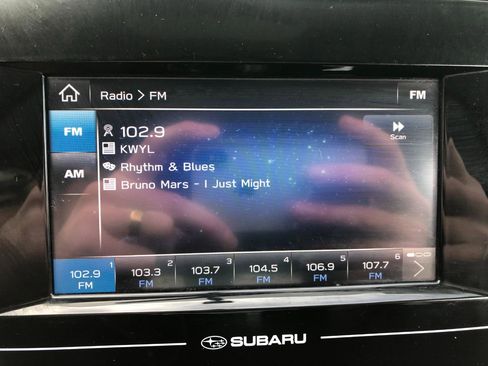 Radio > FM FM
FM
102.9
KWYL
Scan
AM
Rhythm & Blues
Bruno Mars - I Just Might
1 2 3 4 5 6
102.9 103.3 103.7 104.5 106.9 107.7
FM FM FM FM FM FM
SUBARU